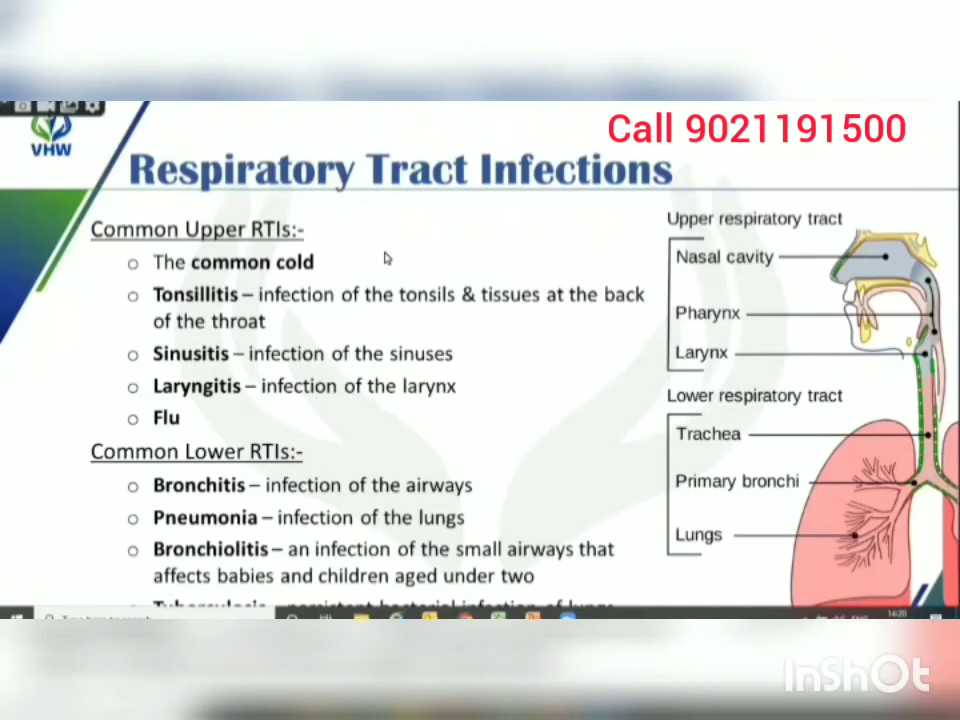 Call 9021191500
VHW
Respiratory Tract Infections
Common Upper RTIs:-
o The common cold
o Tonsillitis – infection of the tonsils & tissues at the back
of the throat
o Sinusitis – infection of the sinuses
o Laryngitis – infection of the larynx
o Flu
Common Lower RTIs:-
o Bronchitis – infection of the airways
o Pneumonia – infection of the lungs
o Bronchiolitis – an infection of the small airways that
affects babies and children aged under two
Upper respiratory tract
Nasal cavity
Pharynx
Larynx
Lower respiratory tract
Trachea
Primary bronchi
Lungs
14:20
InShOt